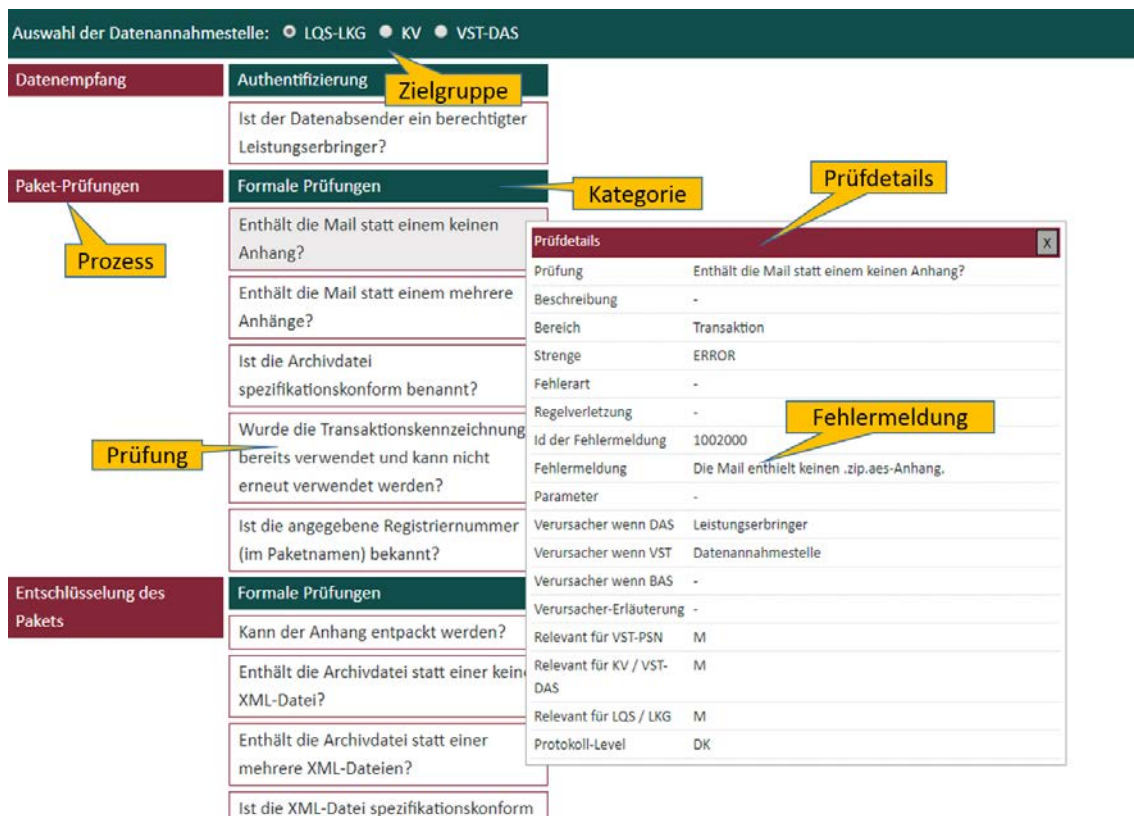 Auswahl der Datenannahmestelle: LQS-LKG KV VST-DAS
Zielgruppe
Datenempfang
Authentifizierung
Ist der Datenabsender ein berechtigter
Leistungserbringer?
Paket-Prüfungen
Prozess
Formale Prüfungen
Kategorie
Enthält die Mail statt einem keinen
Anhang?
Enthält die Mail statt einem mehrere
Anhänge?
Ist die Archivdatei
spezifikationskonform benannt?
Prüfung
Wurde die Transaktionskennzeichnung
bereits verwendet und kann nicht
erneut verwendet werden?
Ist die angegebene Registriernummer
(im Paketnamen) bekannt?
Entschlüsselung des
Pakets
Formale Prüfungen
Kann der Anhang entpackt werden?
Enthält die Archivdatei statt einer
XML-Datei?
Enthält die Archivdatei statt einer
mehrere XML-Dateien?
Ist die XML-Datei spezifikationskonform
Prüfdetails
Prüfdetails X
Prüfung Enthält die Mail statt einem keinen Anhang?
Beschreibung -
Bereich Transaktion
Strenge ERROR
Fehlerart -
Regelverletzung -
Fehlermeldung
Id der Fehlermeldung 1002000
Fehlermeldung Die Mail enthielt keinen .zip.aes-Anhang.
Parameter -
Verursacher wenn DAS Leistungserbringer
Verursacher wenn VST Datenannahmestelle
Verursacher wenn BAS -
Verursacher-Erläuterung -
Relevant für VST-PSN M
Relevant für KV / VST-
DAS M
Relevant für LQS / LKG M
Protokoll-Level DK